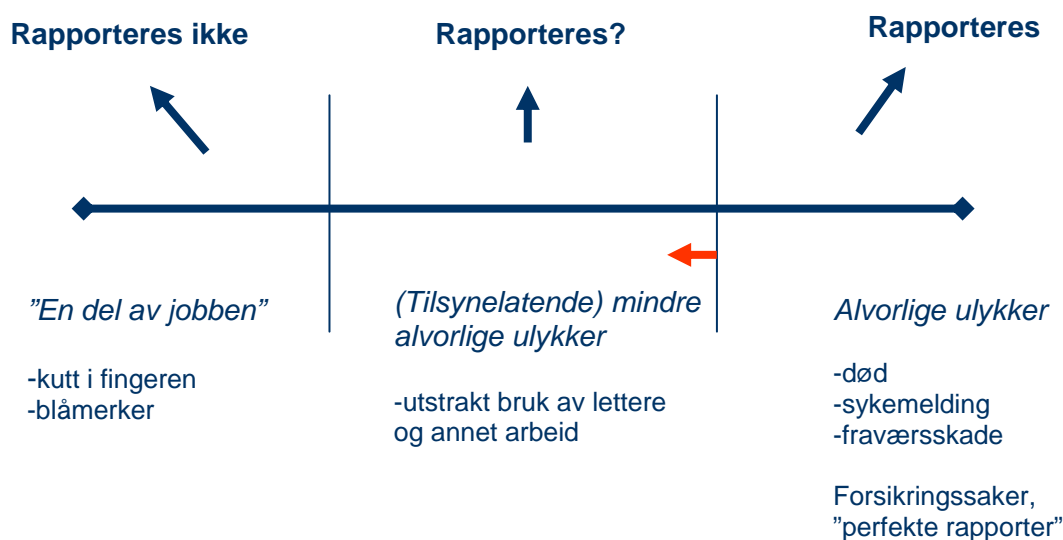 Rapporteres ikke
Rapporteres?
Rapporteres
”En del av jobben”
-kutt i fingeren
-blåmerker
(Tilsynelatende) mindre
alvorlige ulykker
-utstrakt bruk av lettere
og annet arbeid
Alvorlige ulykker
-død
-sykemelding
-fraværsskade
Forsikringssaker,
”perfekte rapporter”